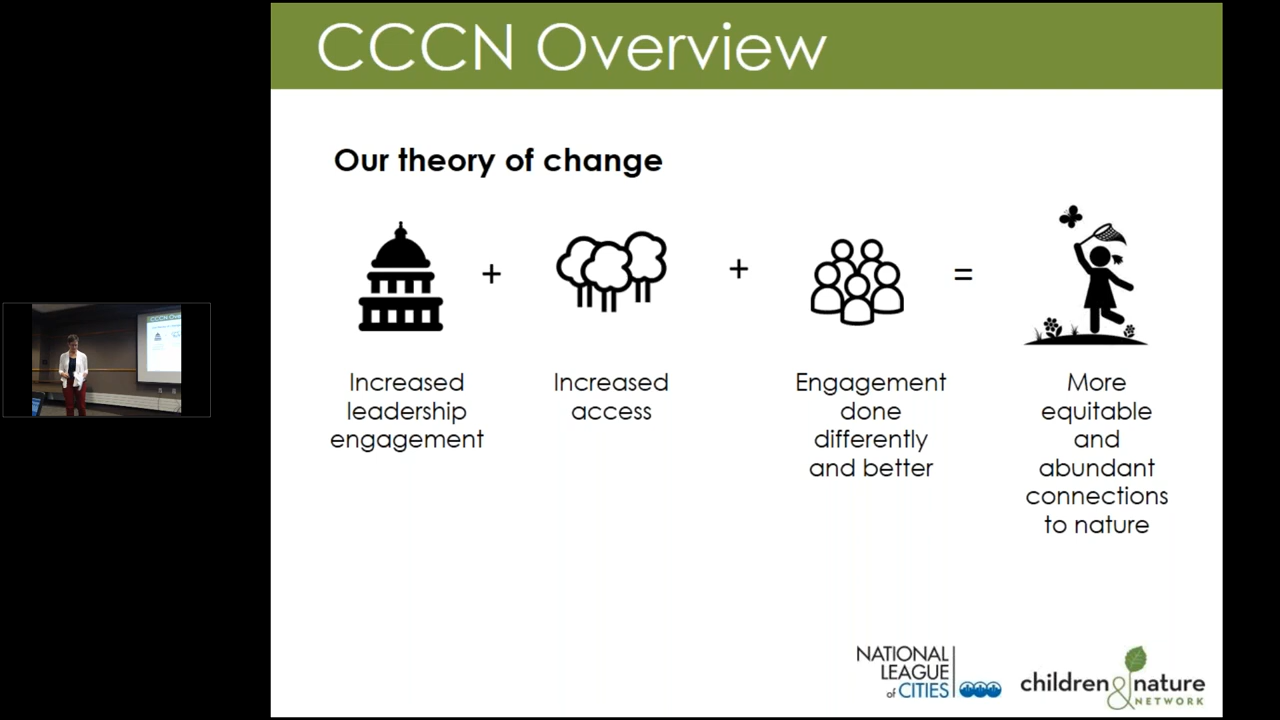 CCCN Overview
Our theory of change
+
+
=
Increased
leadership
engagement
Increased
access
Engagement
done
differently
and better
More
equitable
and
abundant
connections
to nature
NATIONAL
LEAGUE
of CITIES
children & nature
NETWORK